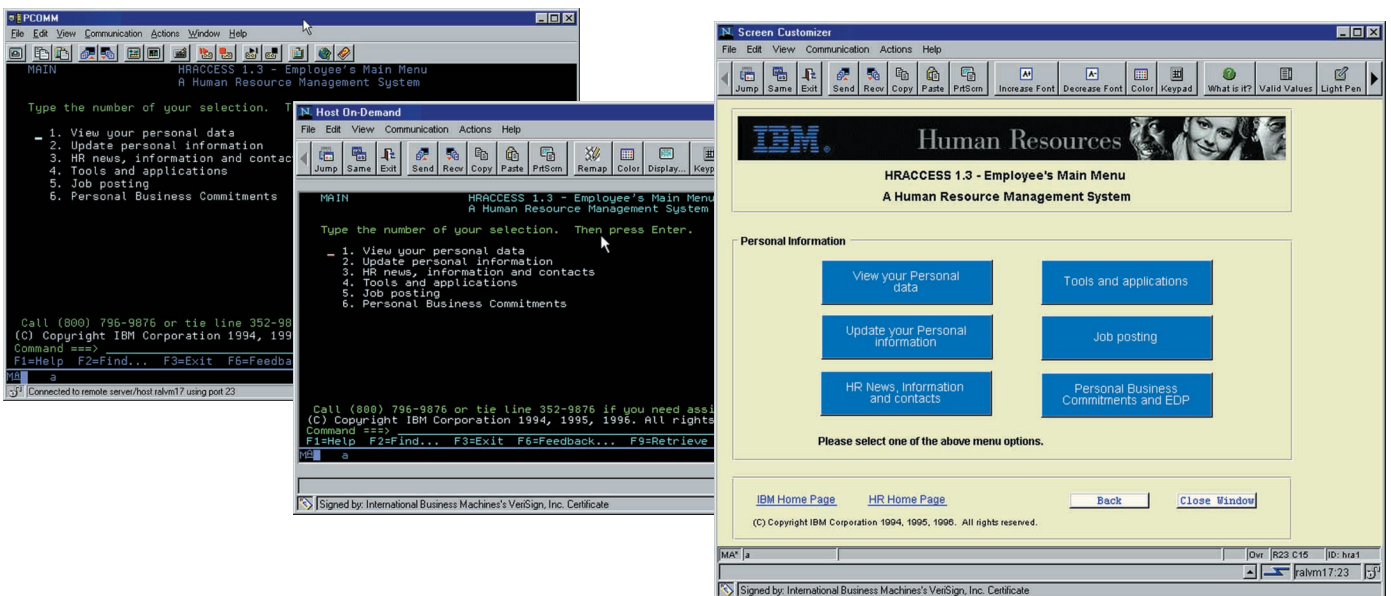 PCOMM
File Edit View Communication Actions Window Help
MAIN HRACCESS 1.3 - Employee's Main Menu
A Human Resource Management System
Type the number of your selection. T
_ 1. View your personal data
2. Update personal information
3. HR news, information and contac
4. Tools and applications
5. Job posting
6. Personal Business Commitments
Call (800) 796-9876 or tie line 352-98
(C) Copyright IBM Corporation 1994, 199
Command ===>
F1=Help F2=Find... F3=Exit F6=Feedba
MA a
Connected to remote server/host ralvm17 using port 23
Host On-Demand
File Edit View Communication Actions Help
Jump Same Exit Send Recv Copy Paste PrtScrn Remap Color Display... Keyp
MAIN HRACCESS 1.3 - Employee's Main Menu
A Human Resource Management System
Type the number of your selection. Then press Enter.
_ 1. View your personal data
2. Update personal information
3. HR news, information and contacts
4. Tools and applications
5. Job posting
6. Personal Business Commitments
Call (800) 796-9876 or tie line 352-9876 if you need assi
(C) Copyright IBM Corporation 1994, 1995, 1996. All rights
Command ===>
F1=Help F2=Find... F3=Exit F6=Feedback... F9=Retrieve
MA a
Signed by: International Business Machines's VeriSign, Inc. Certificate
Screen Customizer
File Edit View Communication Actions Help
Jump Same Exit Send Recv Copy Paste PrtScrn Increase Font Decrease Font Color Keypad What is it? Valid Values Light Pen
IBM® Human Resources
HRACCESS 1.3 - Employee's Main Menu
A Human Resource Management System
Personal Information
View your Personal
data
Tools and applications
Update your Personal
information
Job posting
HR News, Information
and contacts
Personal Business
Commitments and EDP
Please select one of the above menu options.
IBM Home Page HR Home Page Back Close Window
(C) Copyright IBM Corporation 1994, 1995, 1996. All rights reserved.
MA* a Ovr R23 C15 ID: hra1
ralvm17:23
Signed by: International Business Machines's VeriSign, Inc. Certificate